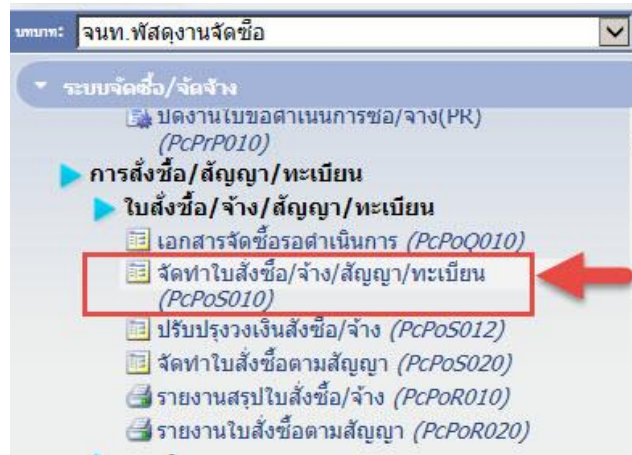 บทบาท: จนท.พัสดุงานจัดซื้อ
ระบบจัดซื้อ/จัดจ้าง
ปิดงานใบขอดำเนินการซื้อ/จ้าง(PR)
(PcPrP010)
การสั่งซื้อ/สัญญา/ทะเบียน
ใบสั่งซื้อ/จ้าง/สัญญา/ทะเบียน
เอกสารจัดซื้อรอดำเนินการ (PcPoQ010)
จัดทำใบสั่งซื้อ/จ้าง/สัญญา/ทะเบียน
(PcPoS010)
ปรับปรุงวงเงินสั่งซื้อ/จ้าง (PcPoS012)
จัดทำใบสั่งซื้อตามสัญญา (PcPoS020)
รายงานสรุปใบสั่งซื้อ/จ้าง (PcPoR010)
รายงานใบสั่งซื้อตามสัญญา (PcPoR020)